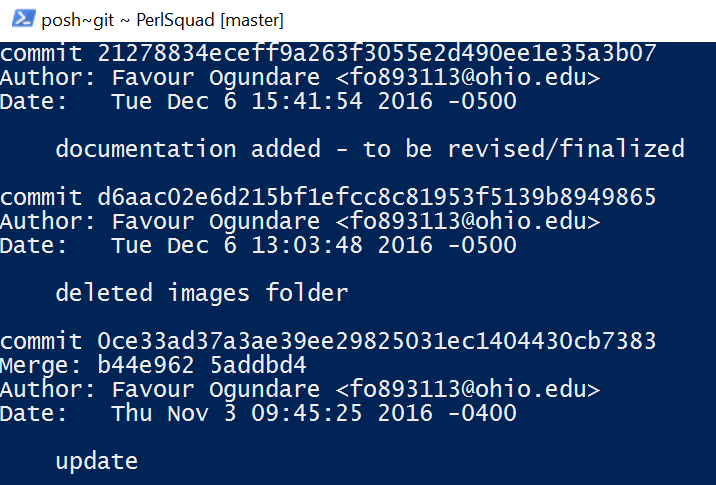 posh~git ~ PerlSquad [master]
commit 21278834eceff9a263f3055e2d490ee1e35a3b07
Author: Favour Ogundare <fo893113@ohio.edu>
Date:   Tue Dec 6 15:41:54 2016 -0500
documentation added - to be revised/finalized
commit d6aac02e6d215bf1efcc8c81953f5139b8949865
Author: Favour Ogundare <fo893113@ohio.edu>
Date:   Tue Dec 6 13:03:48 2016 -0500
deleted images folder
commit 0ce33ad37a3ae39ee29825031ec1404430cb7383
Merge: b44e962 5addbd4
Author: Favour Ogundare <fo893113@ohio.edu>
Date:   Thu Nov 3 09:45:25 2016 -0400
update